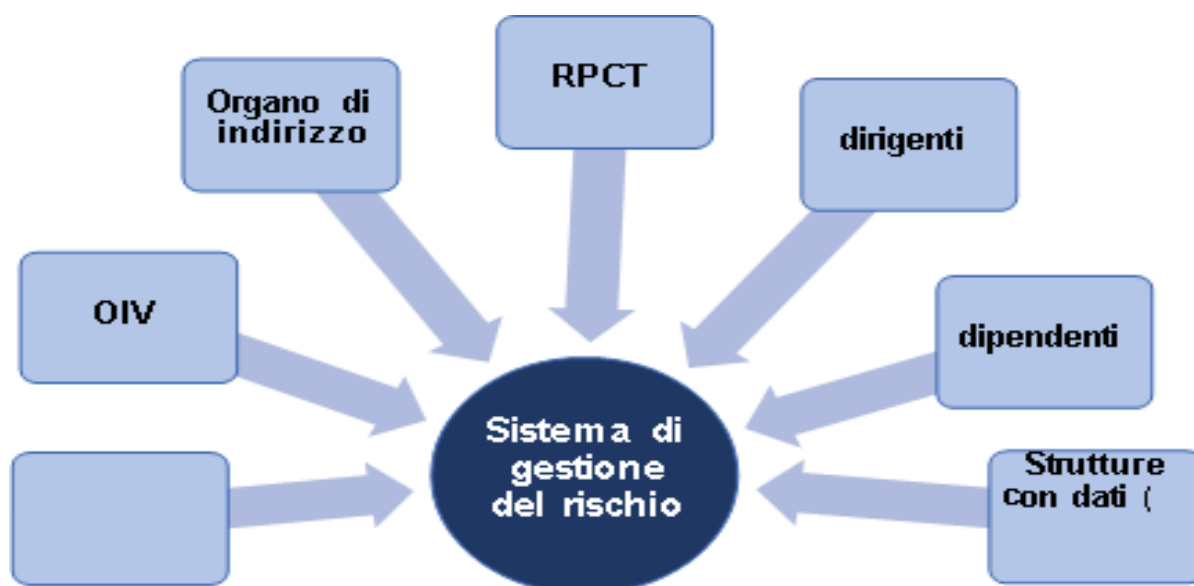 RPCT
Organo di
indirizzo
dirigenti
OIV
dipendenti
Sistema di
gestione
del rischio
Strutture
con dati (